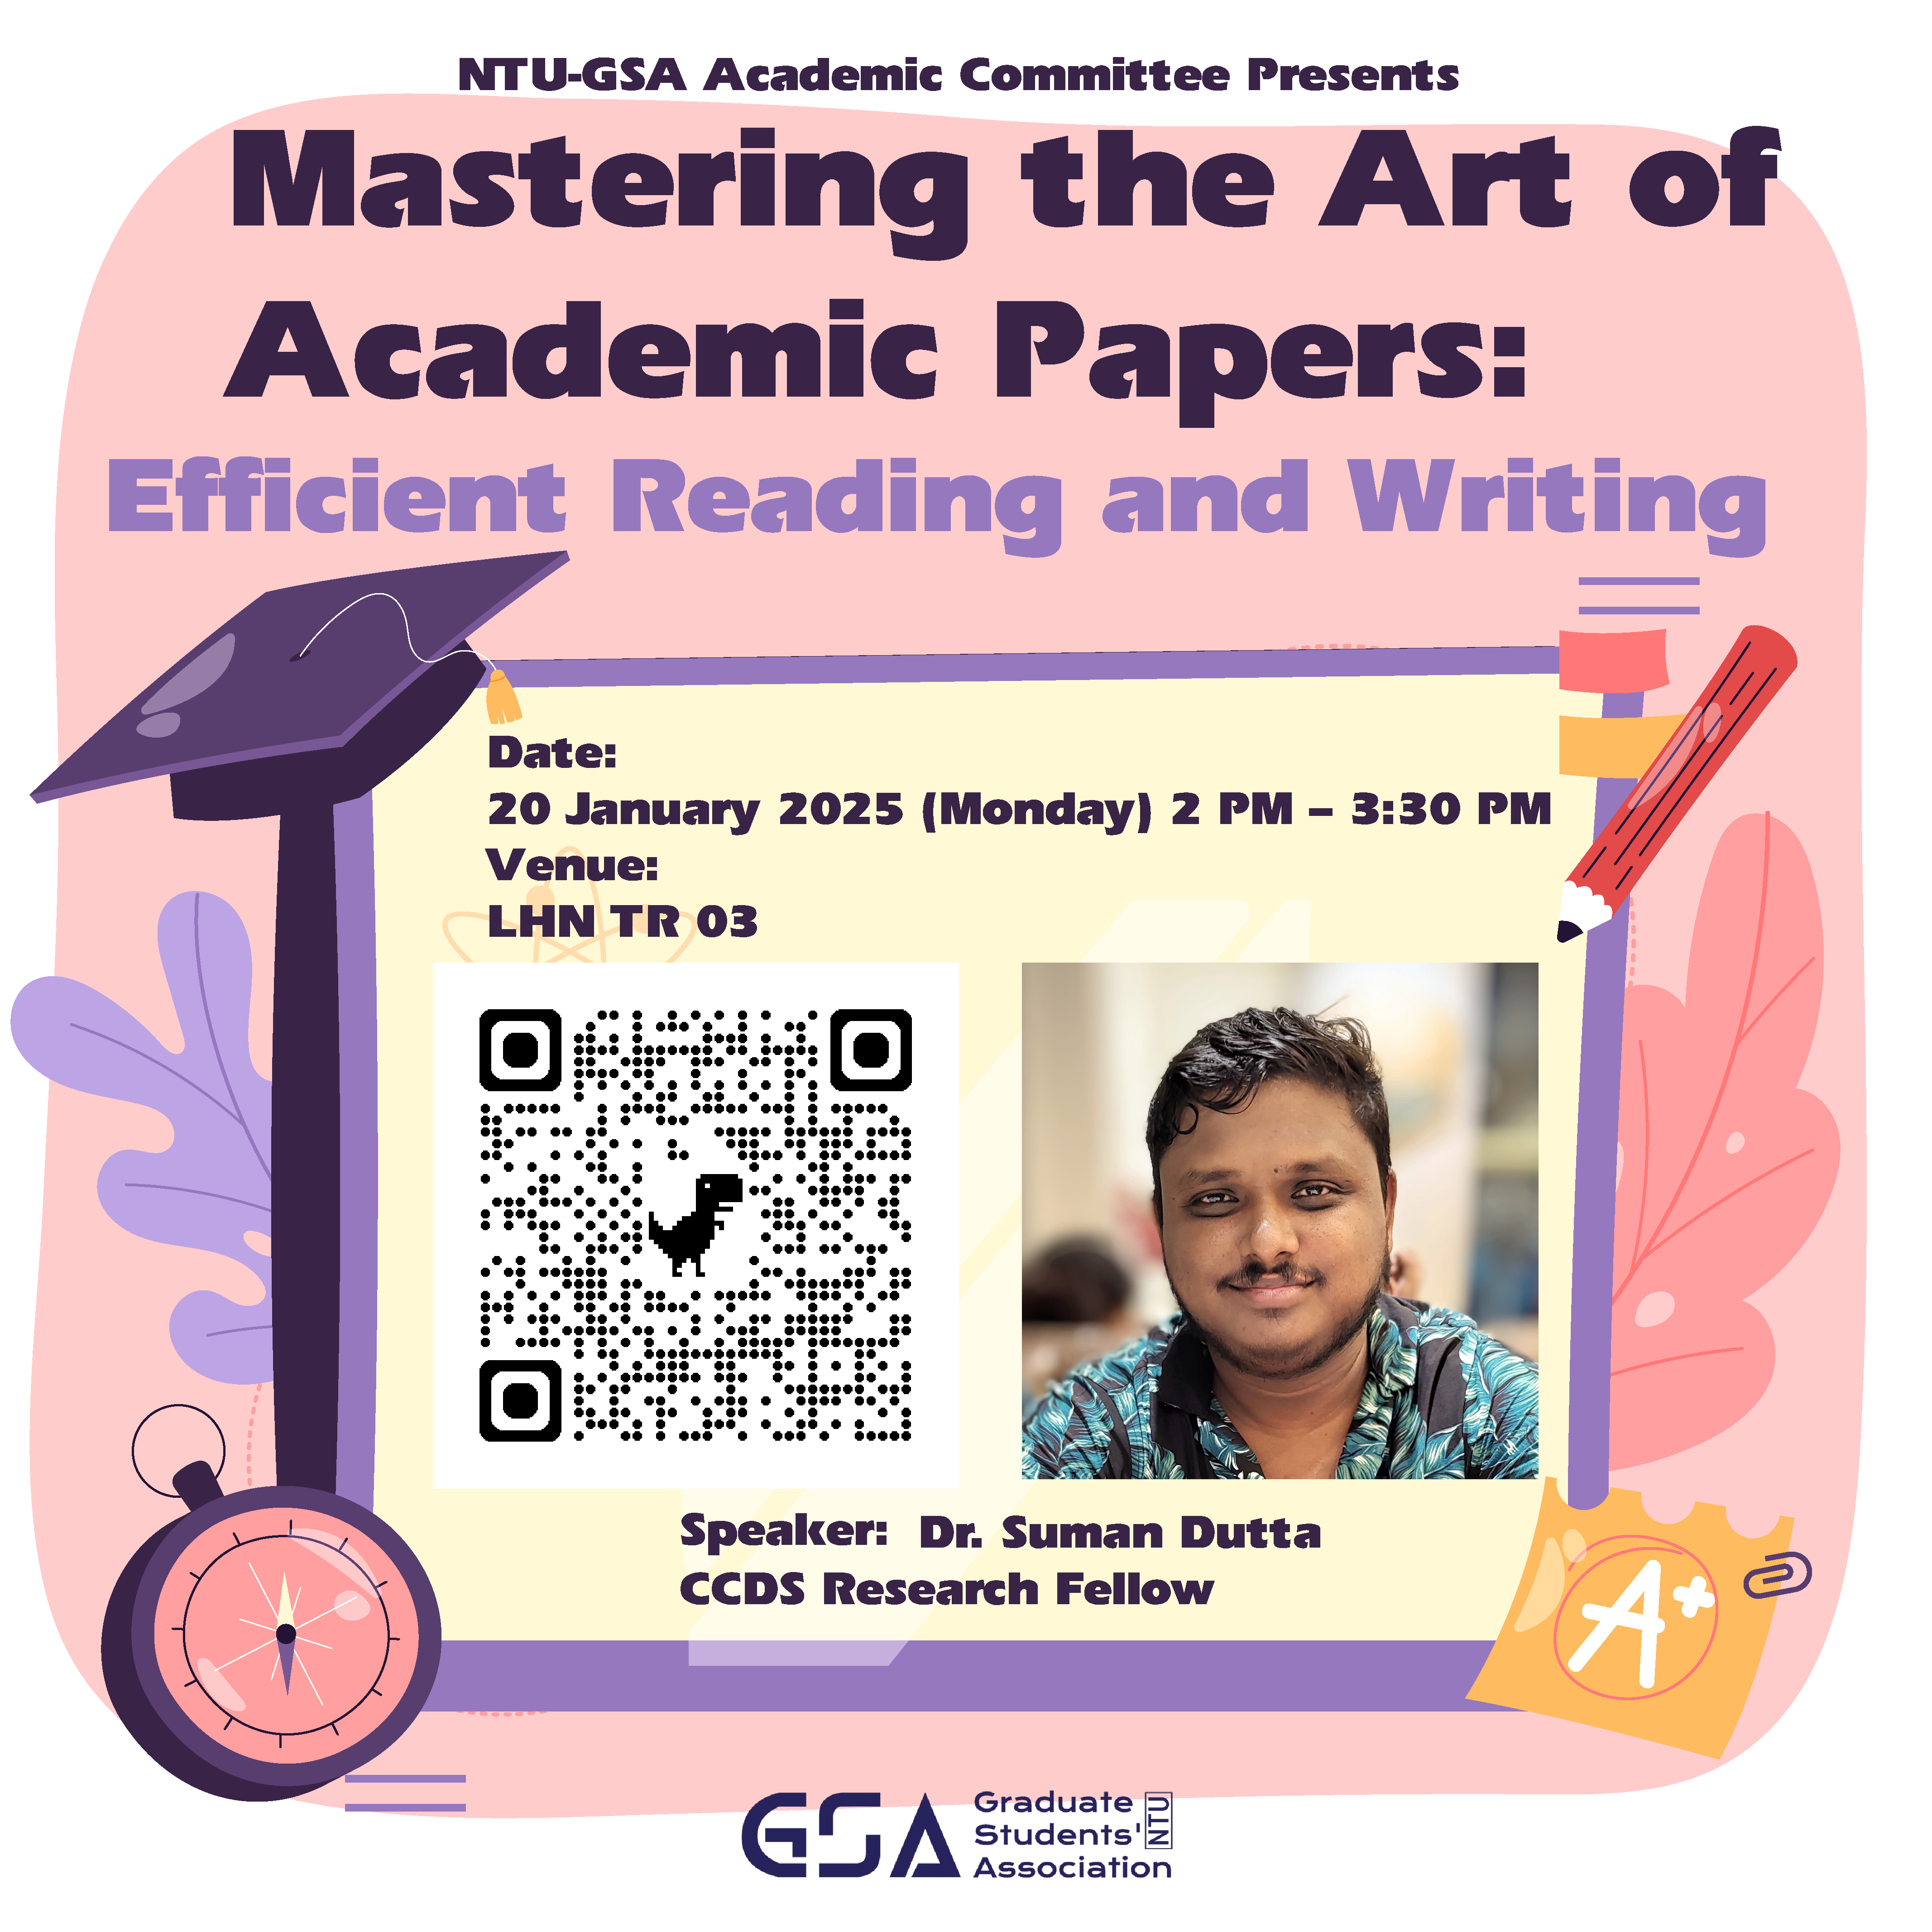 NTU-GSA Academic Committee Presents
Mastering the Art of
Academic Papers:
Efficient Reading and Writing
Date:
20 January 2025 (Monday) 2 PM – 3:30 PM
Venue:
LHN TR 03
Speaker: Dr. Suman Dutta
CCDS Research Fellow
A+
GSA
Graduate
Students'
Association
NTU